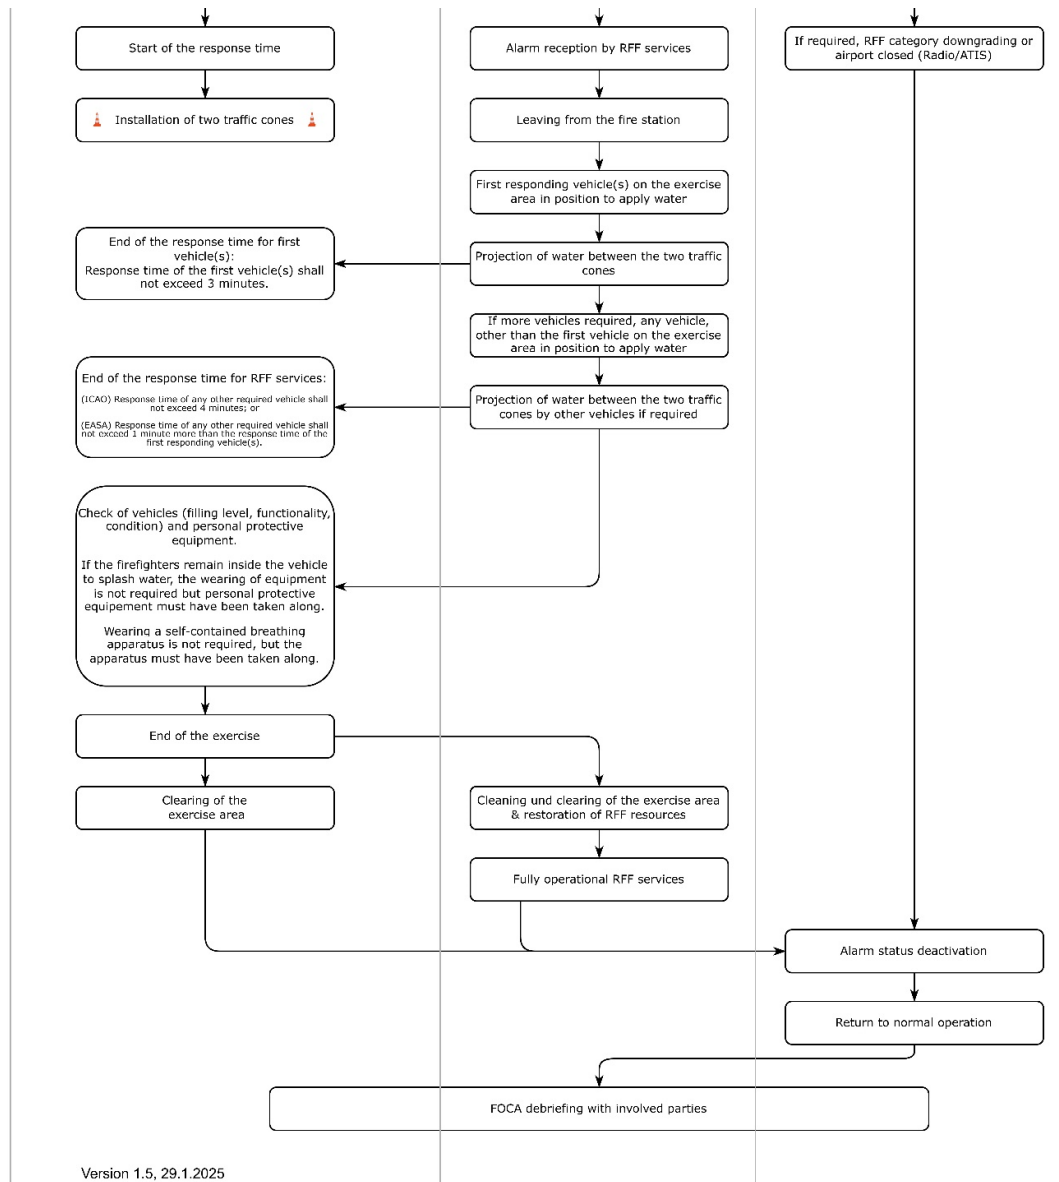 Start of the response time
Alarm reception by RFF services
If required, RFF category downgrading or
airport closed (Radio/ATIS)
Installation of two traffic cones
Leaving from the fire station
First responding vehicle(s) on the exercise
area in position to apply water
End of the response time for first
vehicle(s):
Response time of the first vehicle(s) shall
not exceed 3 minutes.
Projection of water between the two traffic
cones
If more vehicles required, any vehicle,
other than the first vehicle on the exercise
area in position to apply water
End of the response time for RFF services:
(ICAO) Response time of any other required vehicle shall
not exceed 4 minutes; or
(EASA) Response time of any other required vehicle shall
not exceed 1 minute more than the response time of the
first responding vehicle(s).
Projection of water between the two traffic
cones by other vehicles if required
Check of vehicles (filling level, functionality,
condition) and personal protective
equipment.
If the firefighters remain inside the vehicle
to splash water, the wearing of equipment
is not required but personal protective
equipement must have been taken along.
Wearing a self-contained breathing
apparatus is not required, but the
apparatus must have been taken along.
End of the exercise
Clearing of the
exercise area
Cleaning und clearing of the exercise area
& restoration of RFF resources
Fully operational RFF services
Alarm status deactivation
Return to normal operation
FOCA debriefing with involved parties
Version 1.5, 29.1.2025